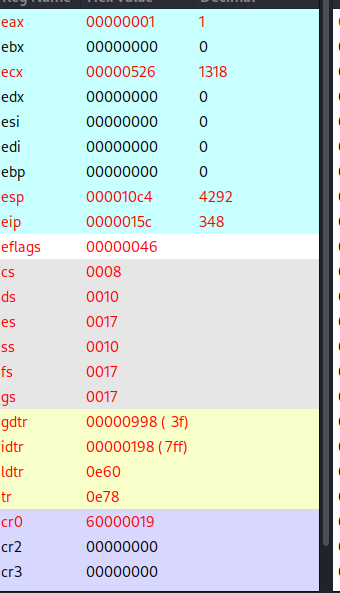 Reg Name Hex Value Decimal
eax 00000001 1
ebx 00000000 0
ecx 00000526 1318
edx 00000000 0
esi 00000000 0
edi 00000000 0
ebp 00000000 0
esp 000010c4 4292
eip 0000015c 348
eflags 00000046
cs 0008
ds 0010
es 0017
ss 0010
fs 0017
gs 0017
gdtr 00000998 ( 3f)
idtr 00000198 (7ff)
ldtr 0e60
tr 0e78
cr0 60000019
cr2 00000000
cr3 00000000